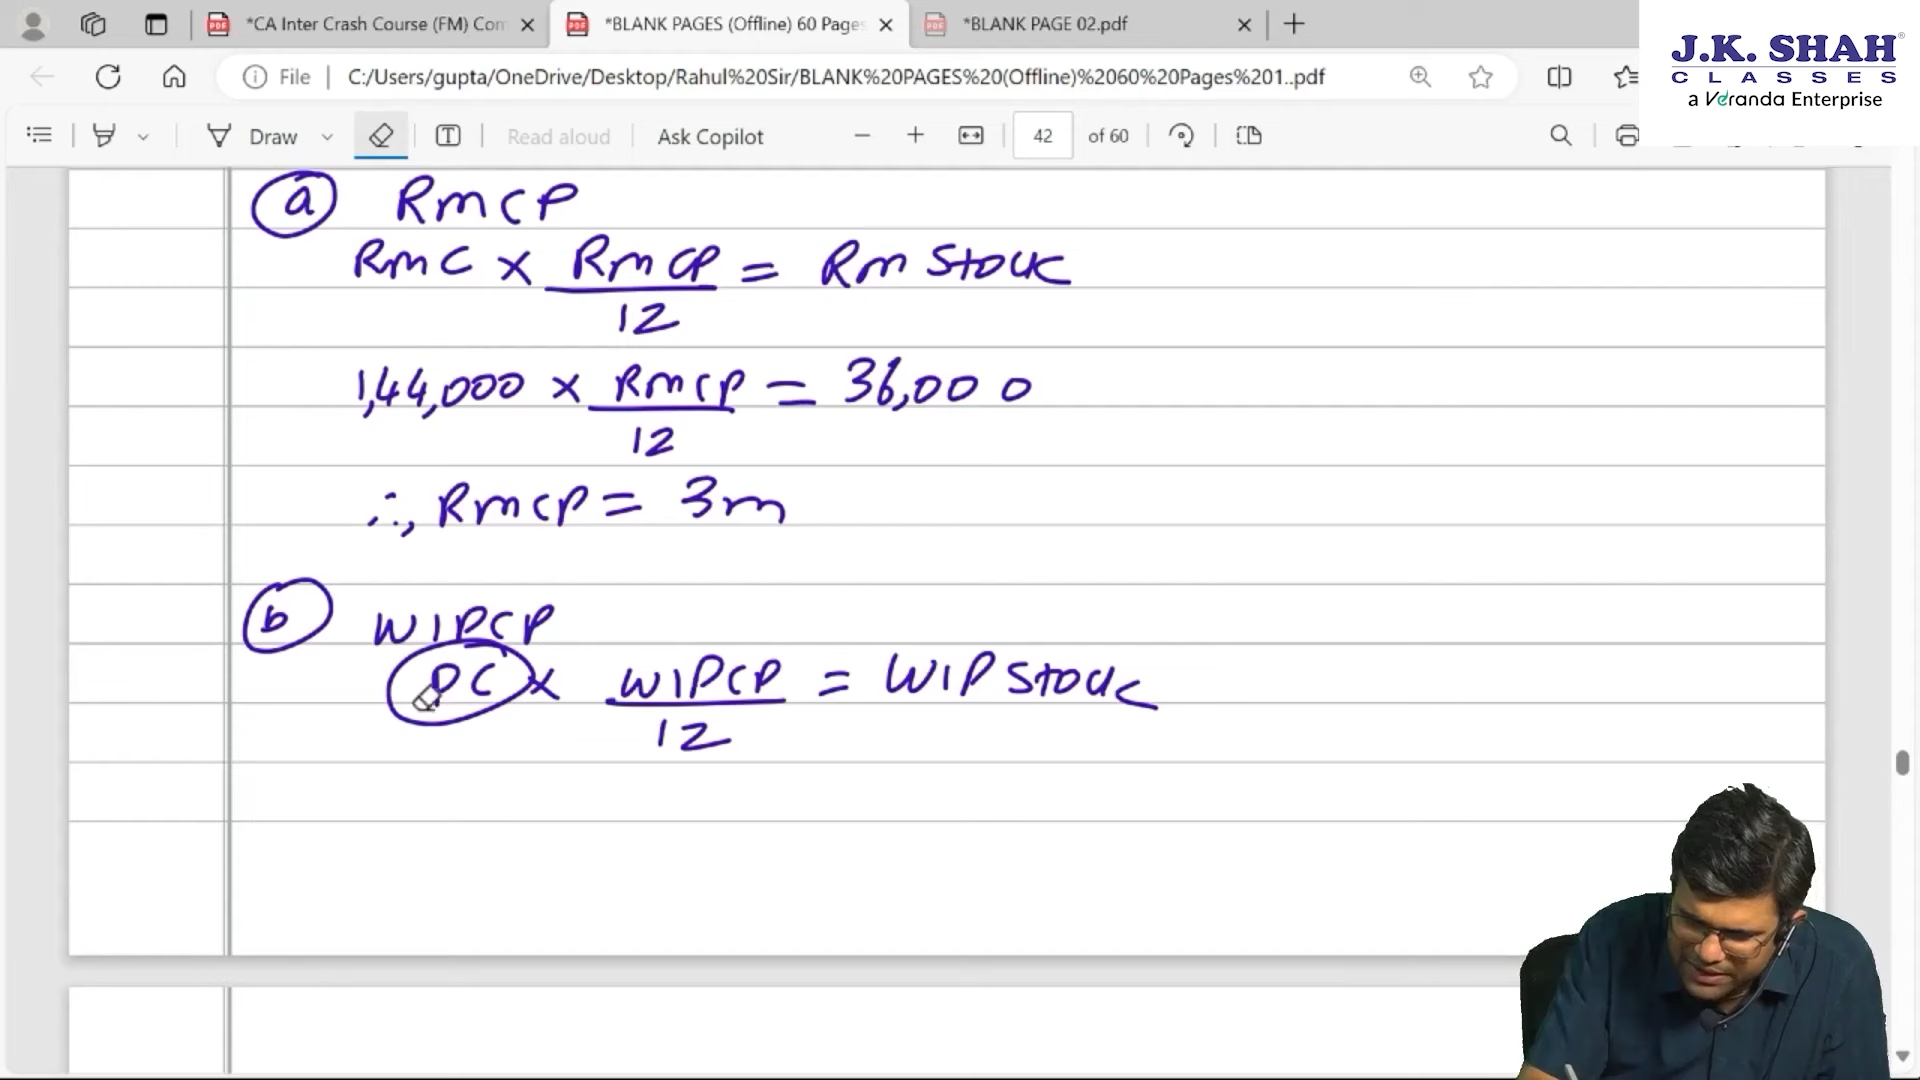 *CA Inter Crash Course (FM) Con
*BLANK PAGES (Offline) 60 Page
*BLANK PAGE 02.pdf
J.K. SHAH®
CLASSES
a Veranda Enterprise
File
C:/Users/gupta/OneDrive/Desktop/Rahul%20Sir/BLANK%20PAGES%20(Offline)%2060%20Pages%201..pdf
Draw
Read aloud
Ask Copilot
42 of 60
(a) RMCP
RMC × RMCP = RM Stock
12
1,44,000 × RMCP = 36,000
12
∴, RMCP = 3m
(b) WIPCP
PC × WIPCP = WIP Stock
12